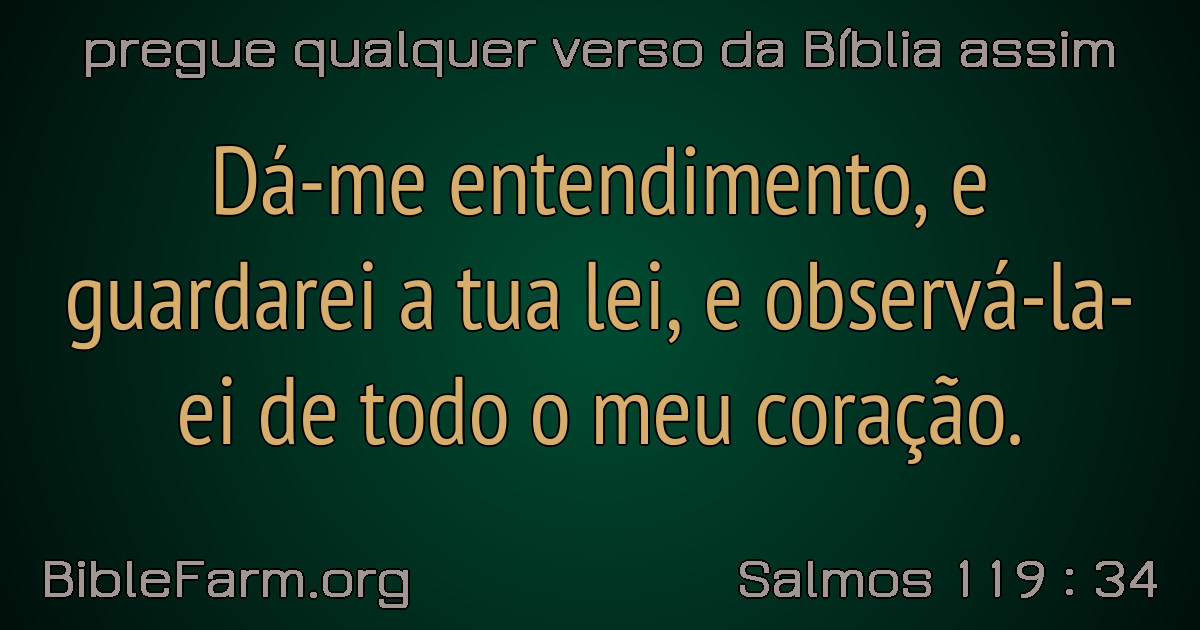 pregue qualquer verso da Bíblia assim
Dá-me entendimento, e
guardarei a tua lei, e observá-la-
ei de todo o meu coração.
BibleFarm.org
Salmos 119 : 34